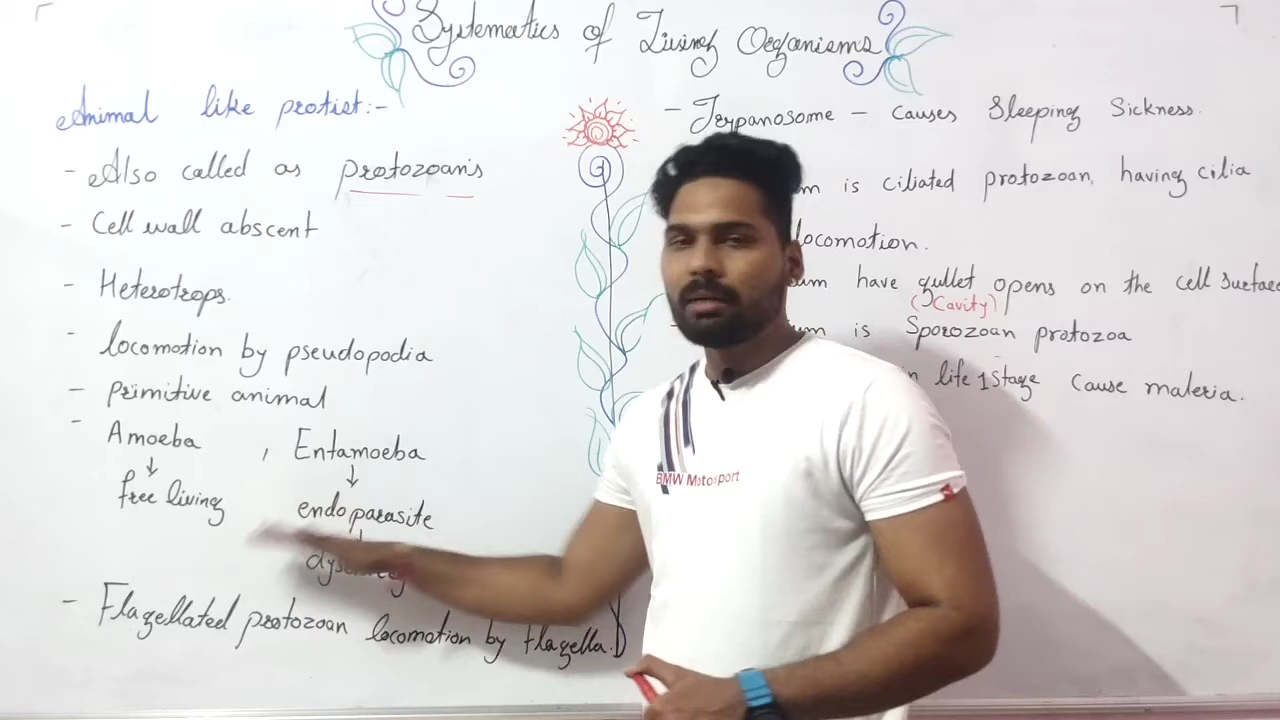 Systematics of Living Organisms
Animal like protist:-
- Also called as protozoan's
- Cell wall abscent
- Heterotrops.
- locomotion by pseudopodia
- primitive animal
- Amoeba , Entamoeba
↓ ↓
free living endoparasite
- Flagellated protozoan locomotion by flagella.
- Trypanosome - causes Sleeping Sickness.
is ciliated protozoan, having cilia
locomotion.
have gullet opens on the cell surface
(Cavity)
- is Sporozoan protozoa
life 1 stage cause maleria.
BMW Motosport